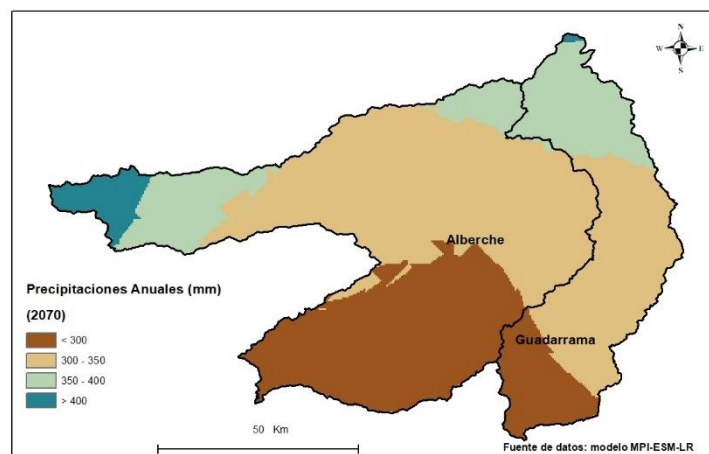 N
W E
S
Alberche
Guadarrama
Precipitaciones Anuales (mm)
(2070)
< 300
300 - 350
350 - 400
> 400
50 Km
Fuente de datos: modelo MPI-ESM-LR